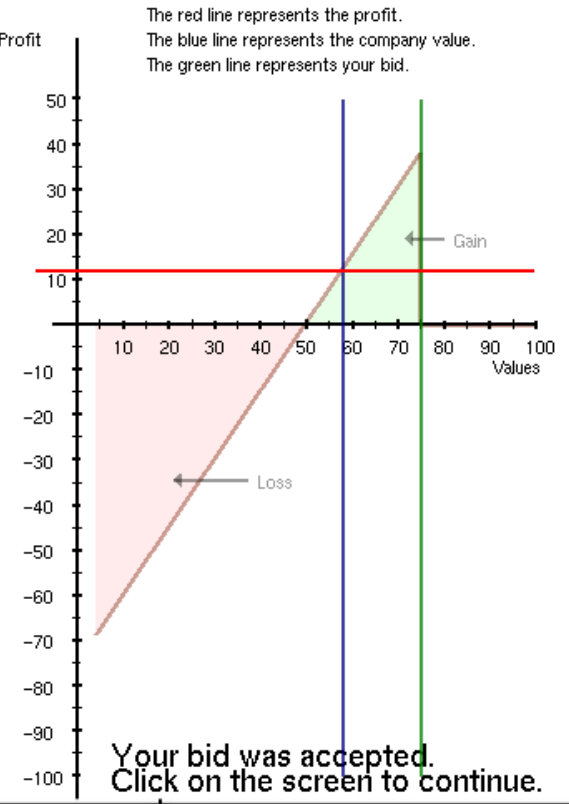 The red line represents the profit.
Profit
The blue line represents the company value.
The green line represents your bid.
50
40
30
20
Gain
10
10 20 30 40 50 60 70 80 90 100
Values
-10
-20
-30
Loss
-40
-50
-60
-70
-80
-90
Your bid was accepted.
-100
Click on the screen to continue.